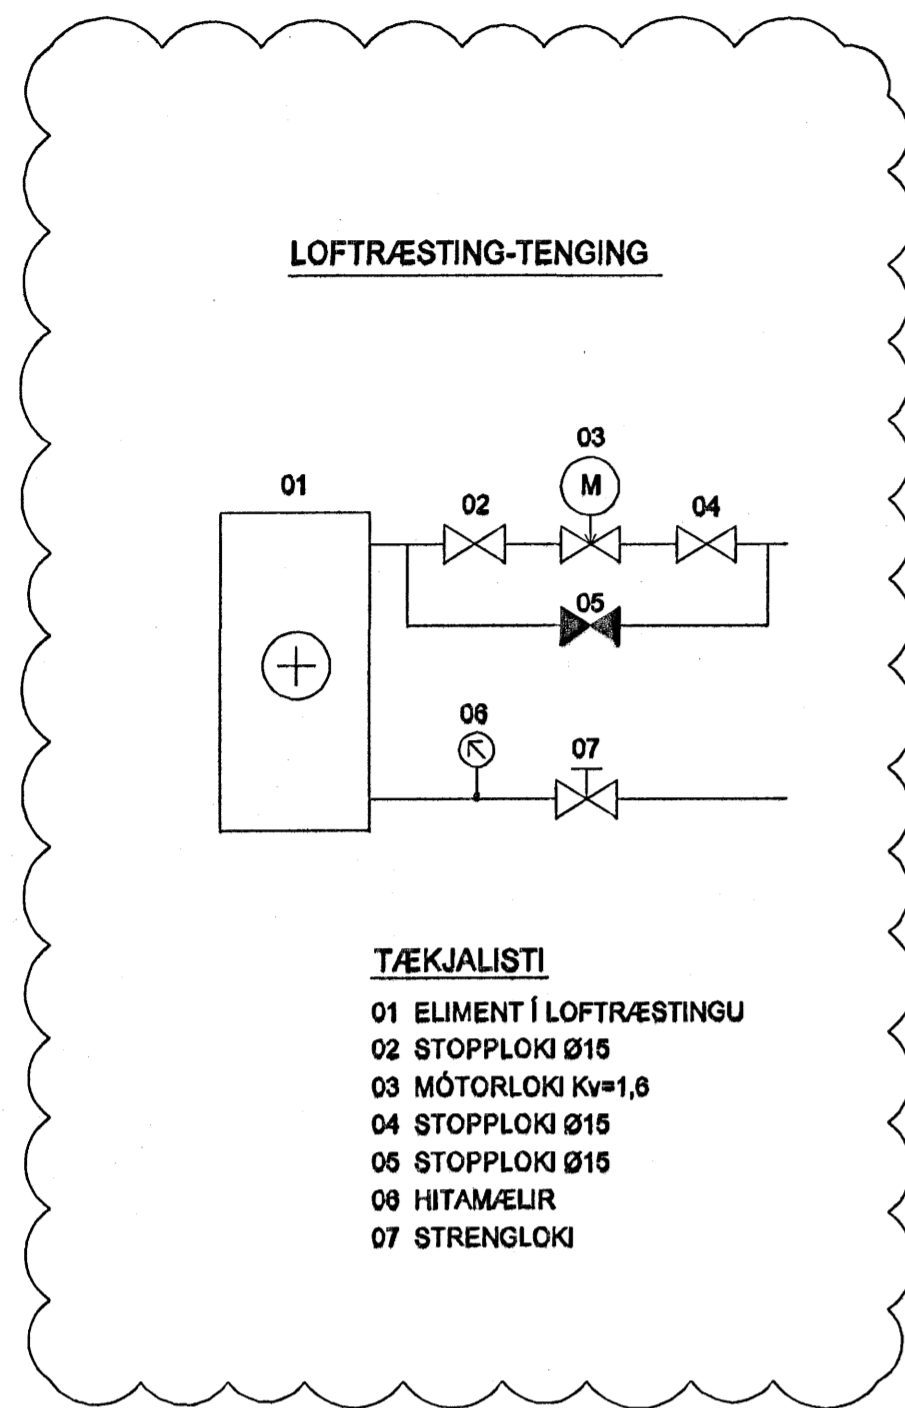 LOFTRÆSTING-TENGING
03
01
02
M
04
05
06
07
TÆKJALISTI
01 ELIMENT Í LOFTRÆSTINGU
02 STOPPLOKI Ø15
03 MÓTORLOKI Kv=1,6
04 STOPPLOKI Ø15
05 STOPPLOKI Ø15
06 HITAMÆLIR
07 STRENGLOKI